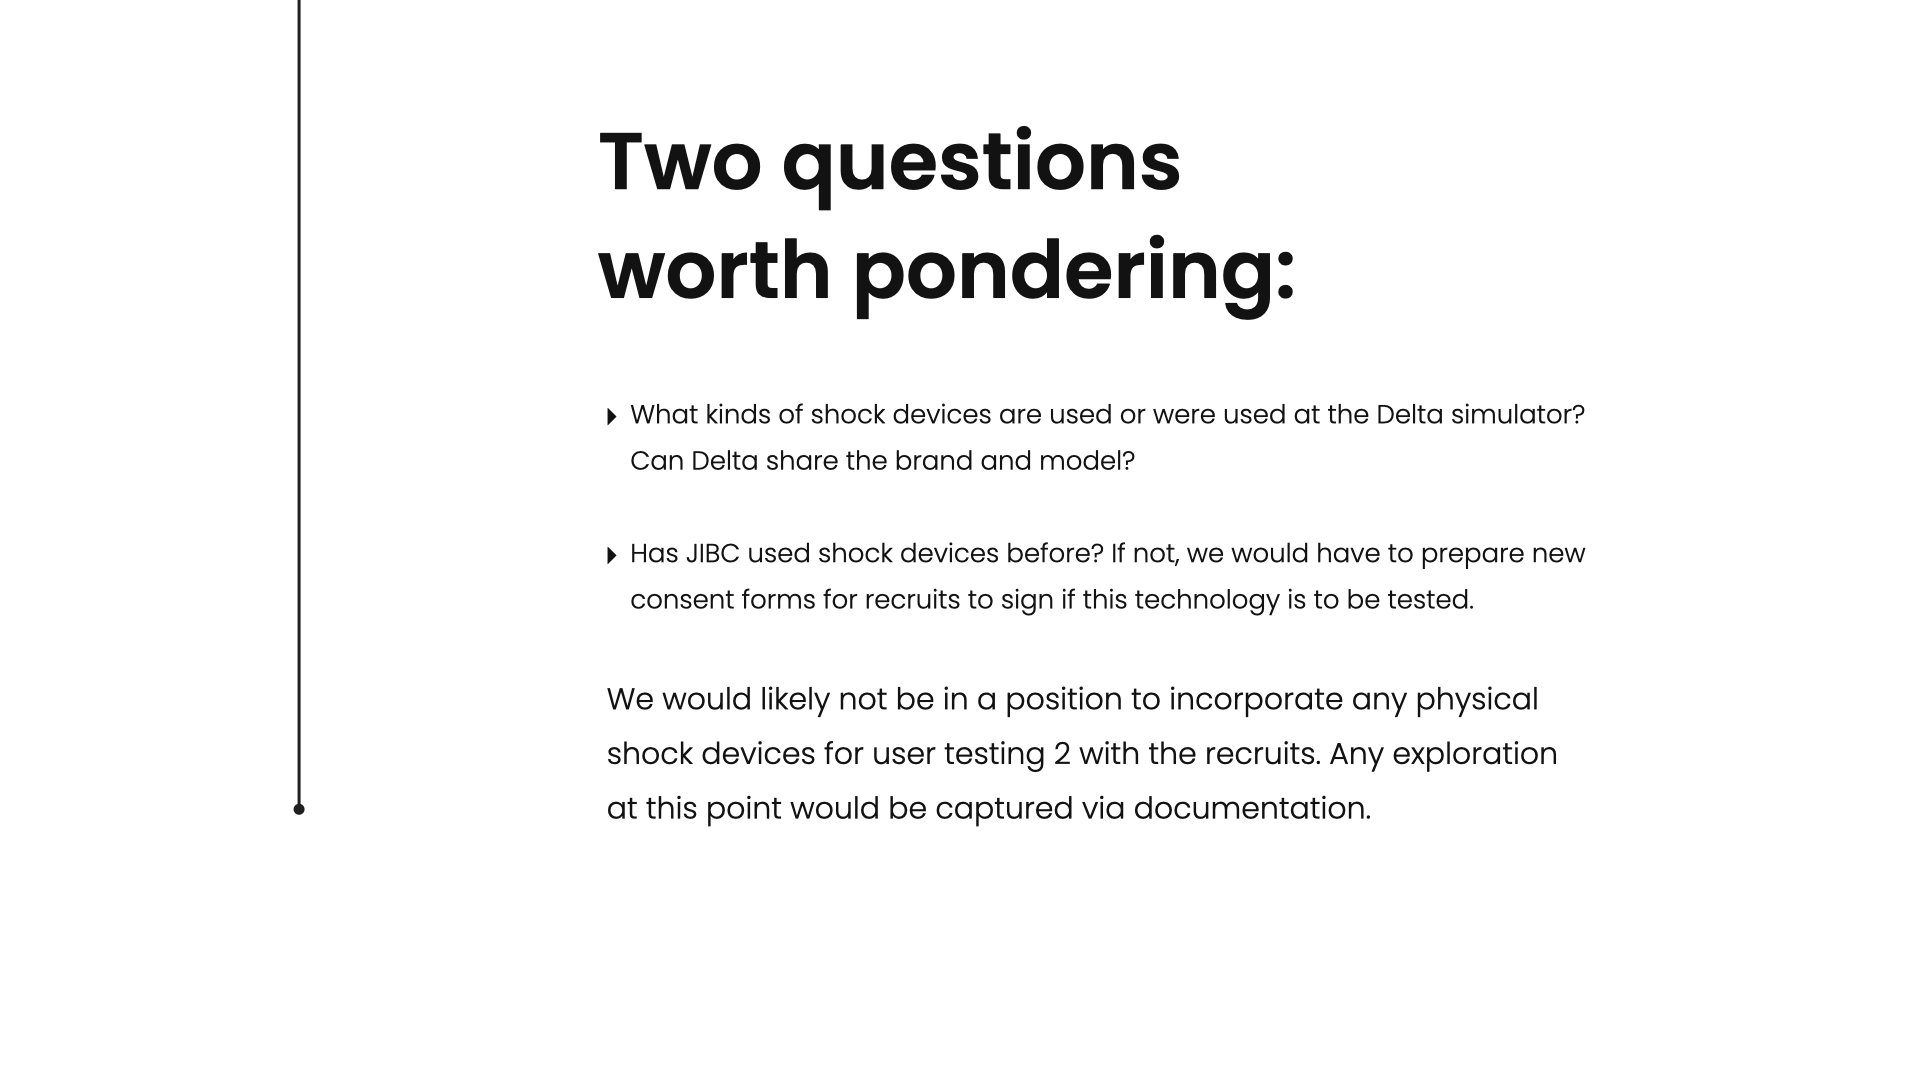 Two questions
worth pondering:
What kinds of shock devices are used or were used at the Delta simulator?
Can Delta share the brand and model?
Has JIBC used shock devices before? If not, we would have to prepare new
consent forms for recruits to sign if this technology is to be tested.
We would likely not be in a position to incorporate any physical
shock devices for user testing 2 with the recruits. Any exploration
at this point would be captured via documentation.